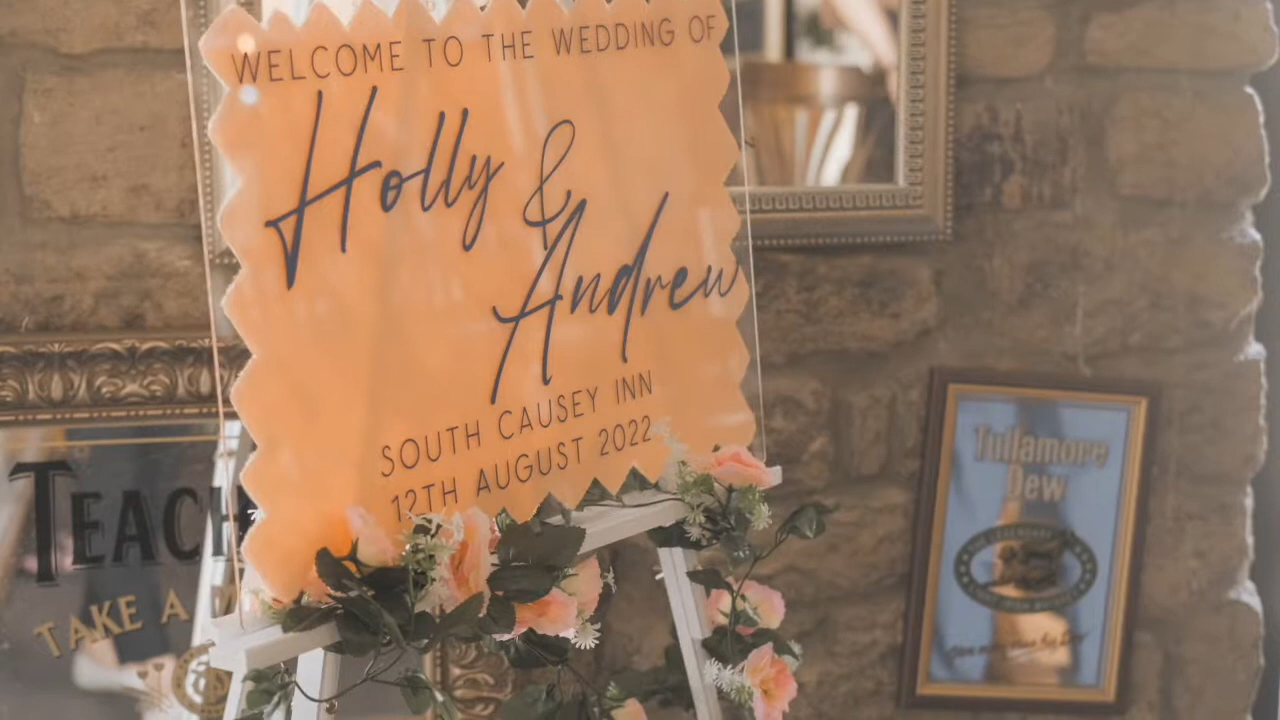 WELCOME TO THE WEDDING OF
Holly &
Andrew
SOUTH CAUSEY INN
12TH AUGUST 2022
TEACH
TAKE A
Tullamore
Dew